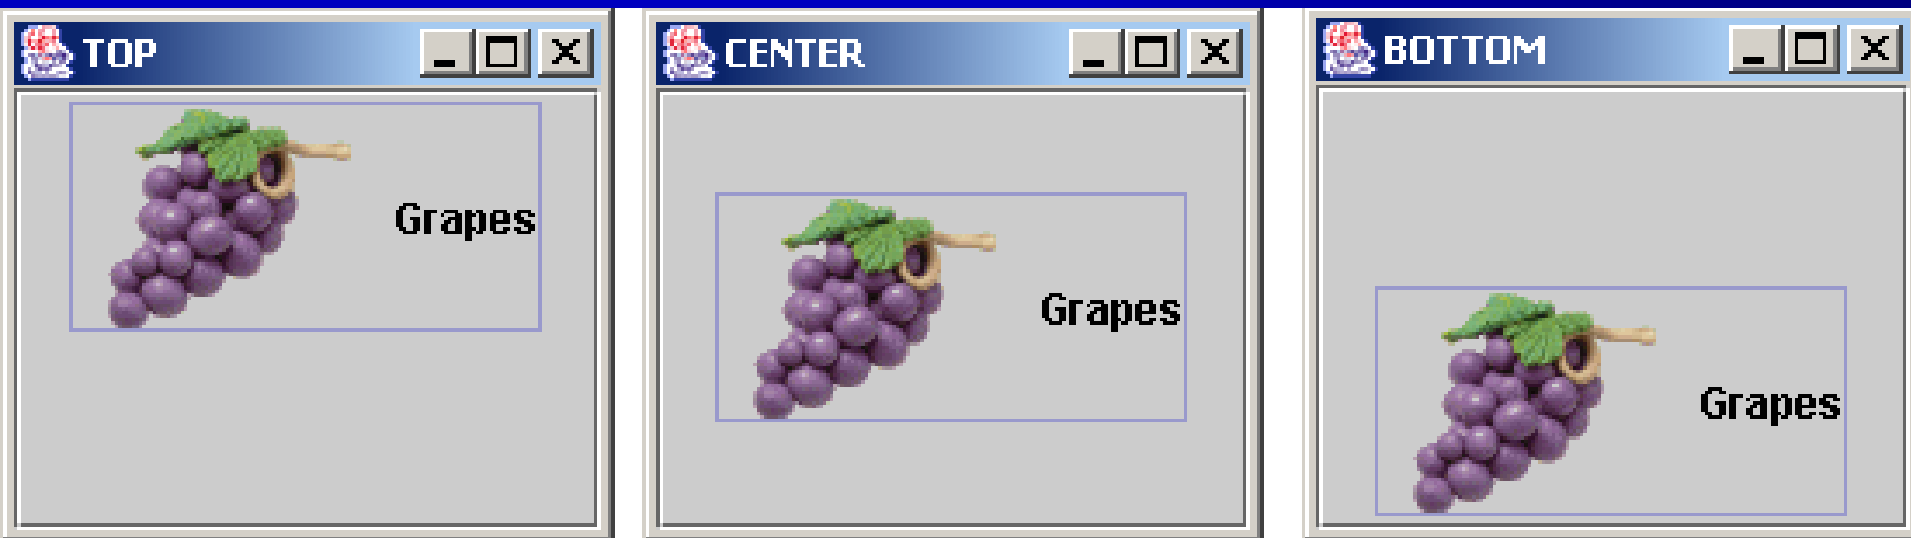 TOP
Grapes
CENTER
Grapes
BOTTOM
Grapes